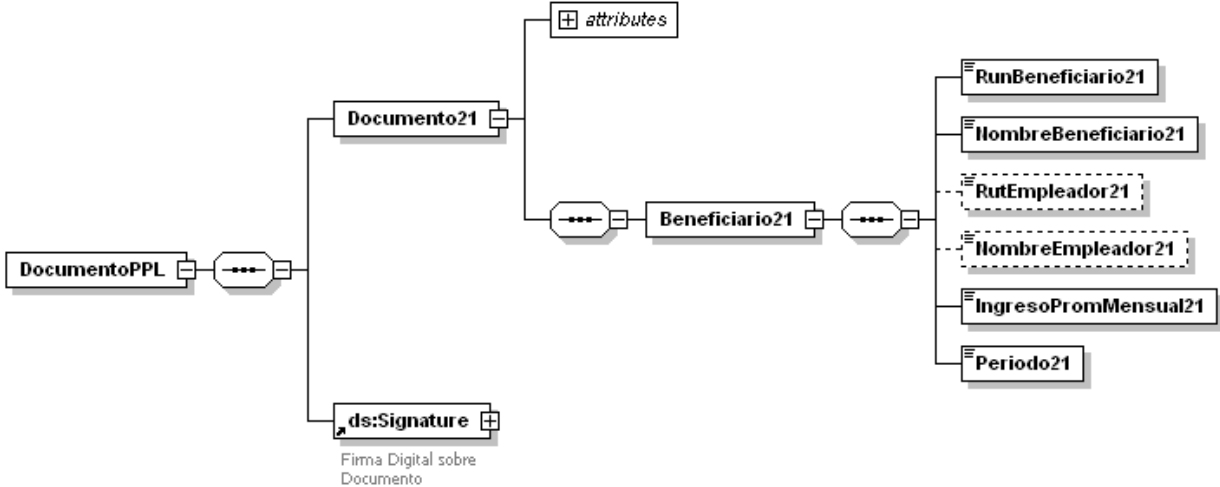 attributes
Documento21
RunBeneficiario21
NombreBeneficiario21
RutEmpleador21
Beneficiario21
NombreEmpleador21
DocumentoPPL
IngresoPromMensual21
Periodo21
ds:Signature
Firma Digital sobre
Documento